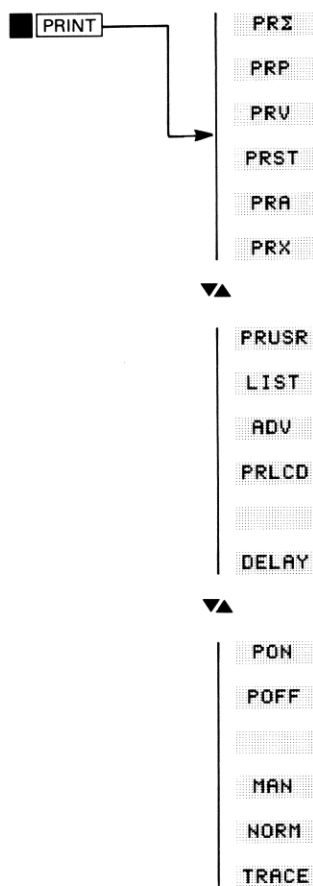 PRINT
PRΣ
PRP
PRV
PRST
PRA
PRX
PRUSR
LIST
ADV
PRLCD
DELAY
PON
POFF
MAN
NORM
TRACE